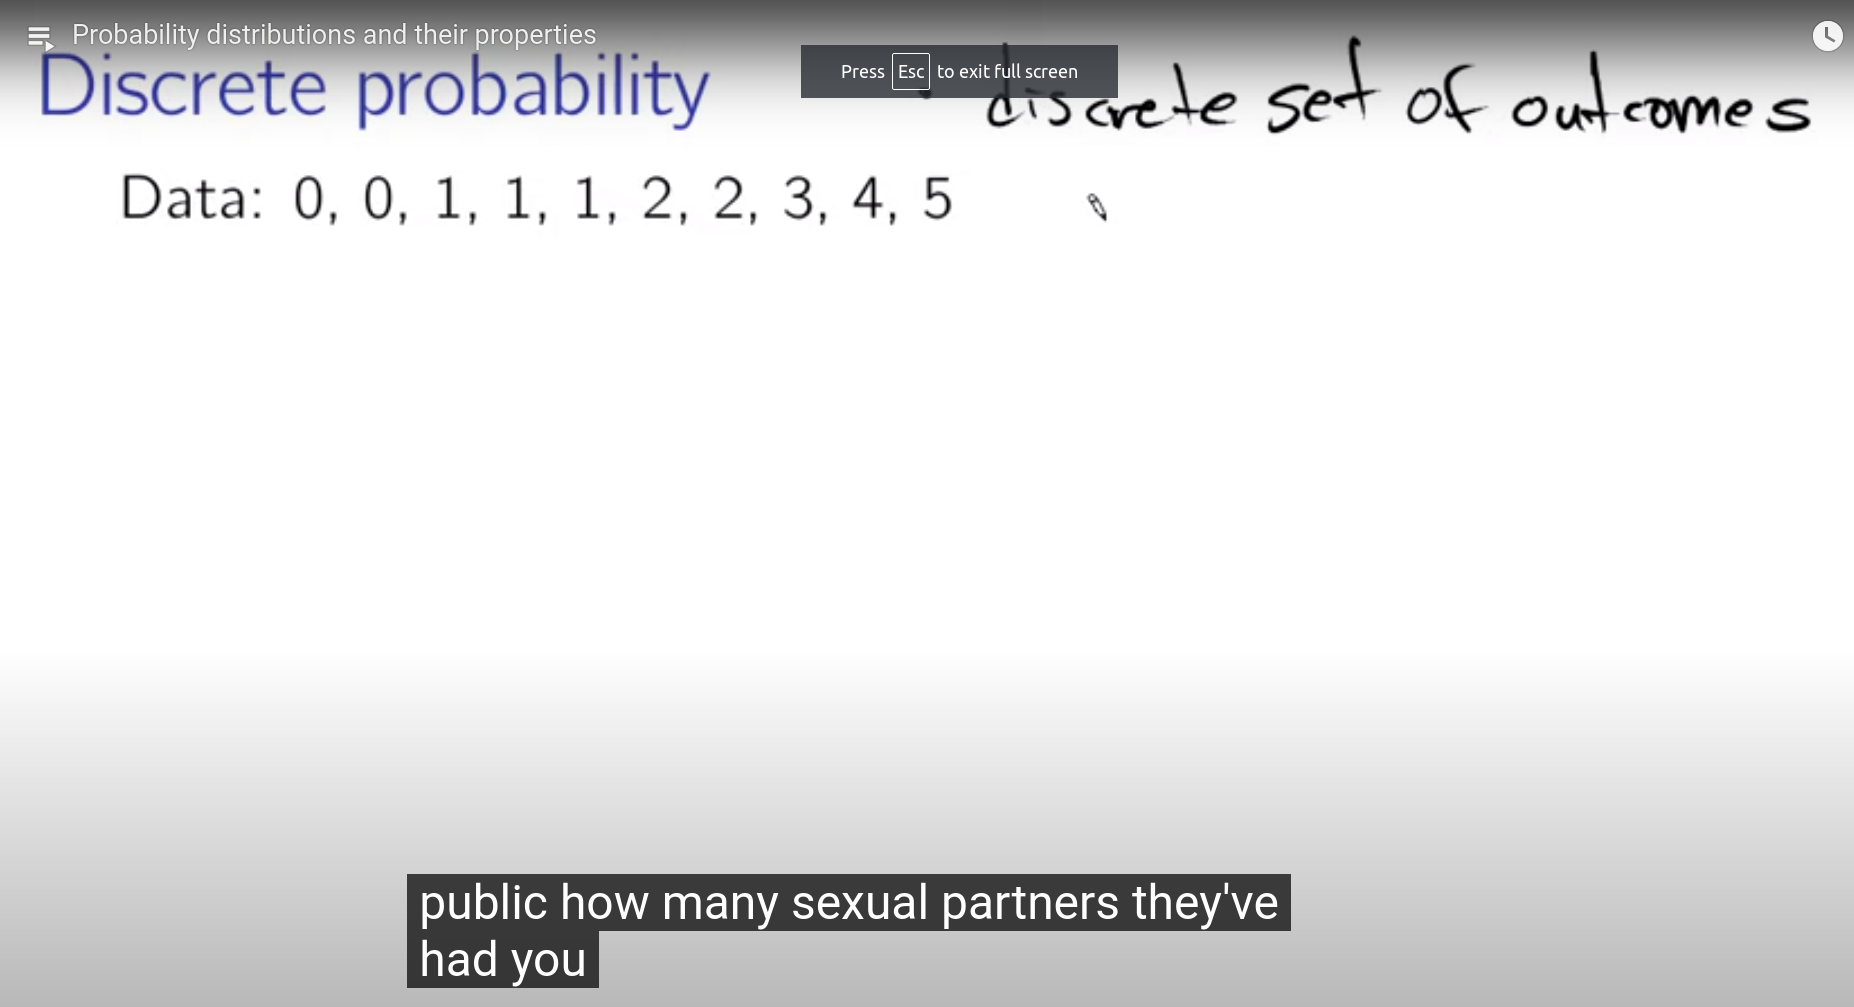 Probability distributions and their properties
Press Esc to exit full screen
Discrete probability
discrete set of outcomes
Data: 0, 0, 1, 1, 1, 2, 2, 3, 4, 5
public how many sexual partners they've
had you